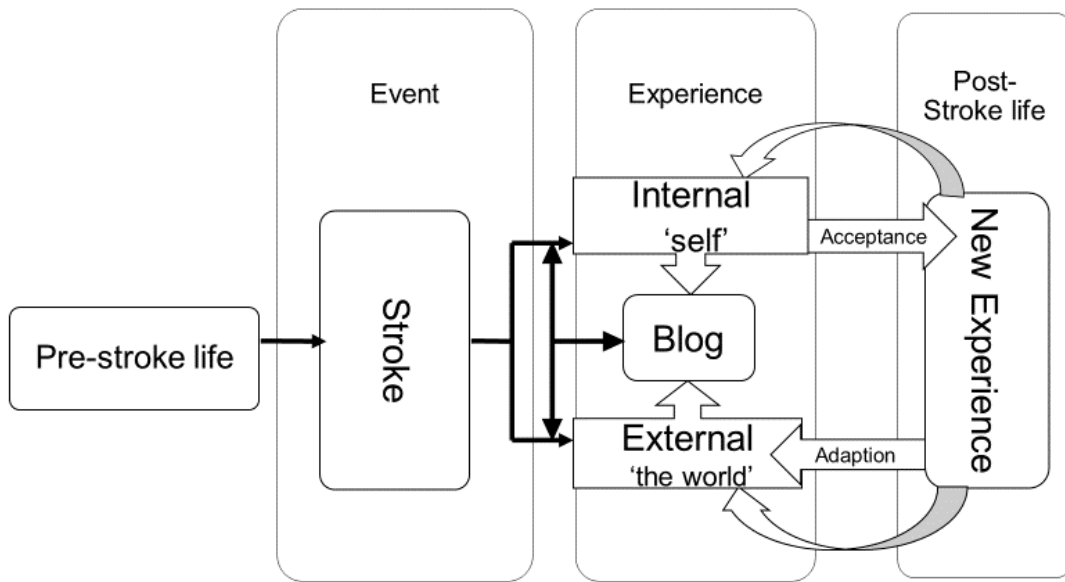 Event
Experience
Post-
Stroke life
Pre-stroke life
Stroke
Internal
‘self’
Acceptance
Blog
External
‘the world’
Adaption
New Experience